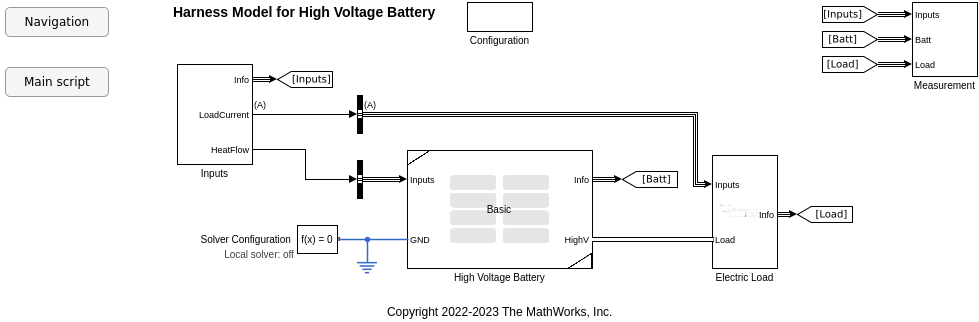 Navigation
Main script
Harness Model for High Voltage Battery
Configuration
[Inputs]
[Batt]
[Load]
Inputs
Batt
Load
Measurement
Info
LoadCurrent
HeatFlow
Inputs
[Inputs]
(A)
(A)
Inputs
GND
Basic
Info
HighV
High Voltage Battery
[Batt]
Solver Configuration
f(x) = 0
Local solver: off
Inputs
Info
Load
Electric Load
[Load]
Copyright 2022-2023 The MathWorks, Inc.